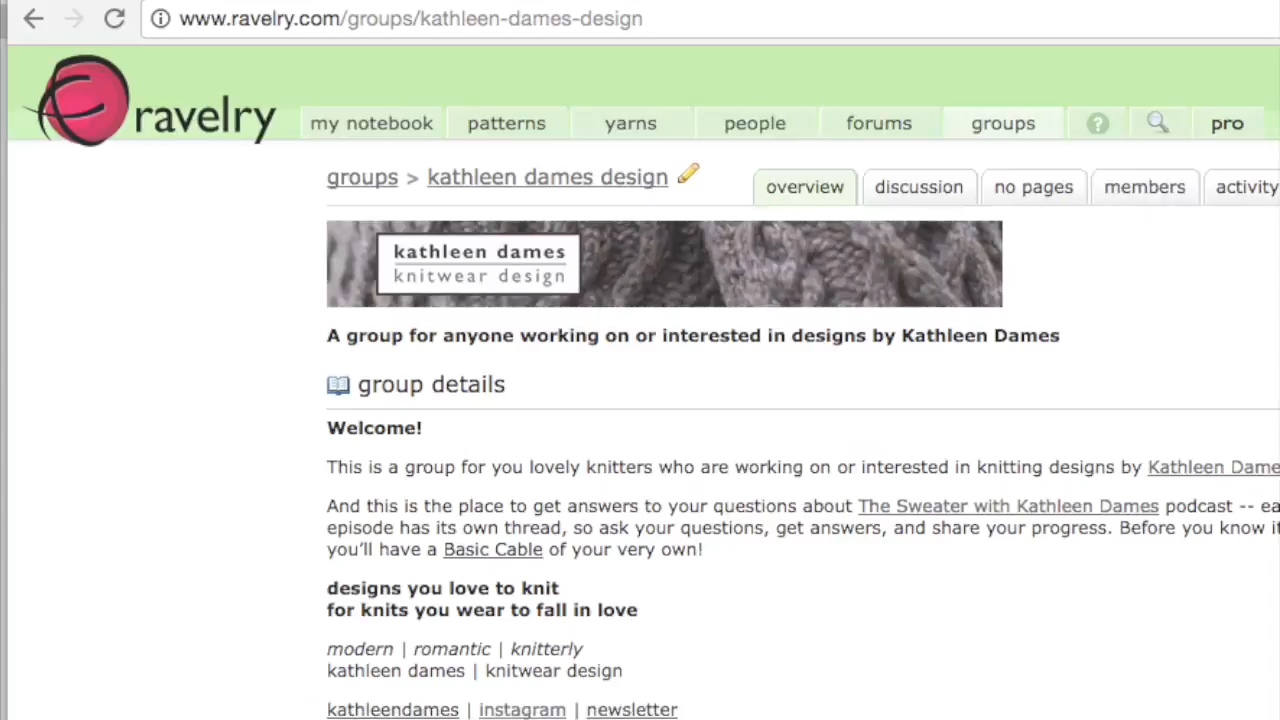 www.ravelry.com/groups/kathleen-dames-design
ravelry
my notebook patterns yarns people forums groups ? pro
groups > kathleen dames design
overview discussion no pages members activity
kathleen dames
knitwear design
A group for anyone working on or interested in designs by Kathleen Dames
group details
Welcome!
This is a group for you lovely knitters who are working on or interested in knitting designs by Kathleen Dame
And this is the place to get answers to your questions about The Sweater with Kathleen Dames podcast -- ea
episode has its own thread, so ask your questions, get answers, and share your progress. Before you know it
you’ll have a Basic Cable of your very own!
designs you love to knit
for knits you wear to fall in love
modern | romantic | knitterly
kathleen dames | knitwear design
kathleendames | instagram | newsletter